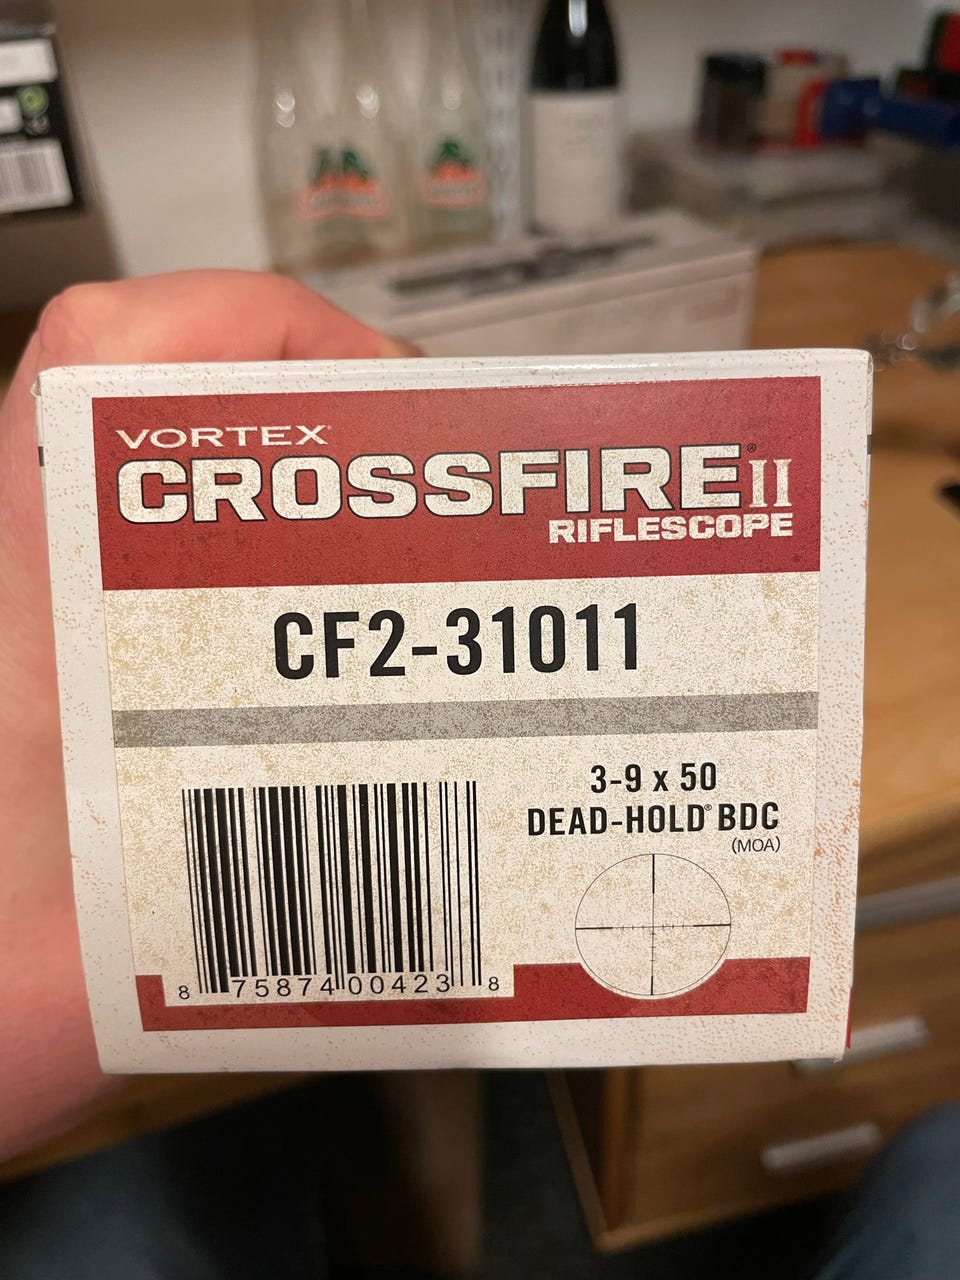 VORTEX®
CROSSFIRE® II
RIFLESCOPE
CF2-31011
3-9 x 50
DEAD-HOLD® BDC
(MOA)
8 75874 00423 8